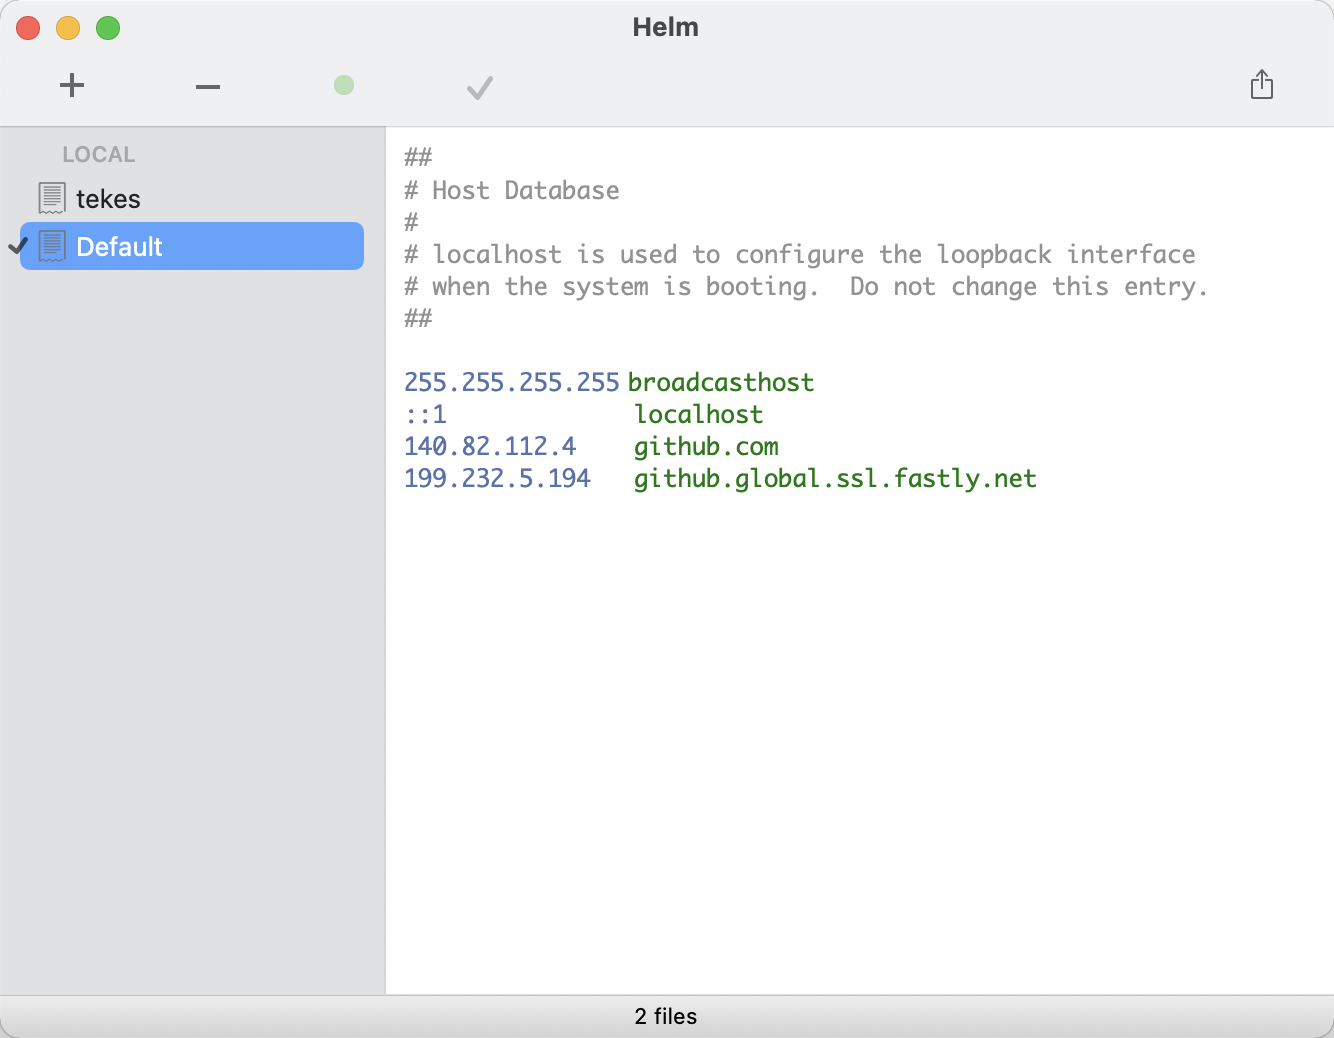 Helm
LOCAL
tekes
Default
##
# Host Database
#
# localhost is used to configure the loopback interface
# when the system is booting.  Do not change this entry.
##
255.255.255.255 broadcasthost
::1 localhost
140.82.112.4 github.com
199.232.5.194 github.global.ssl.fastly.net
2 files